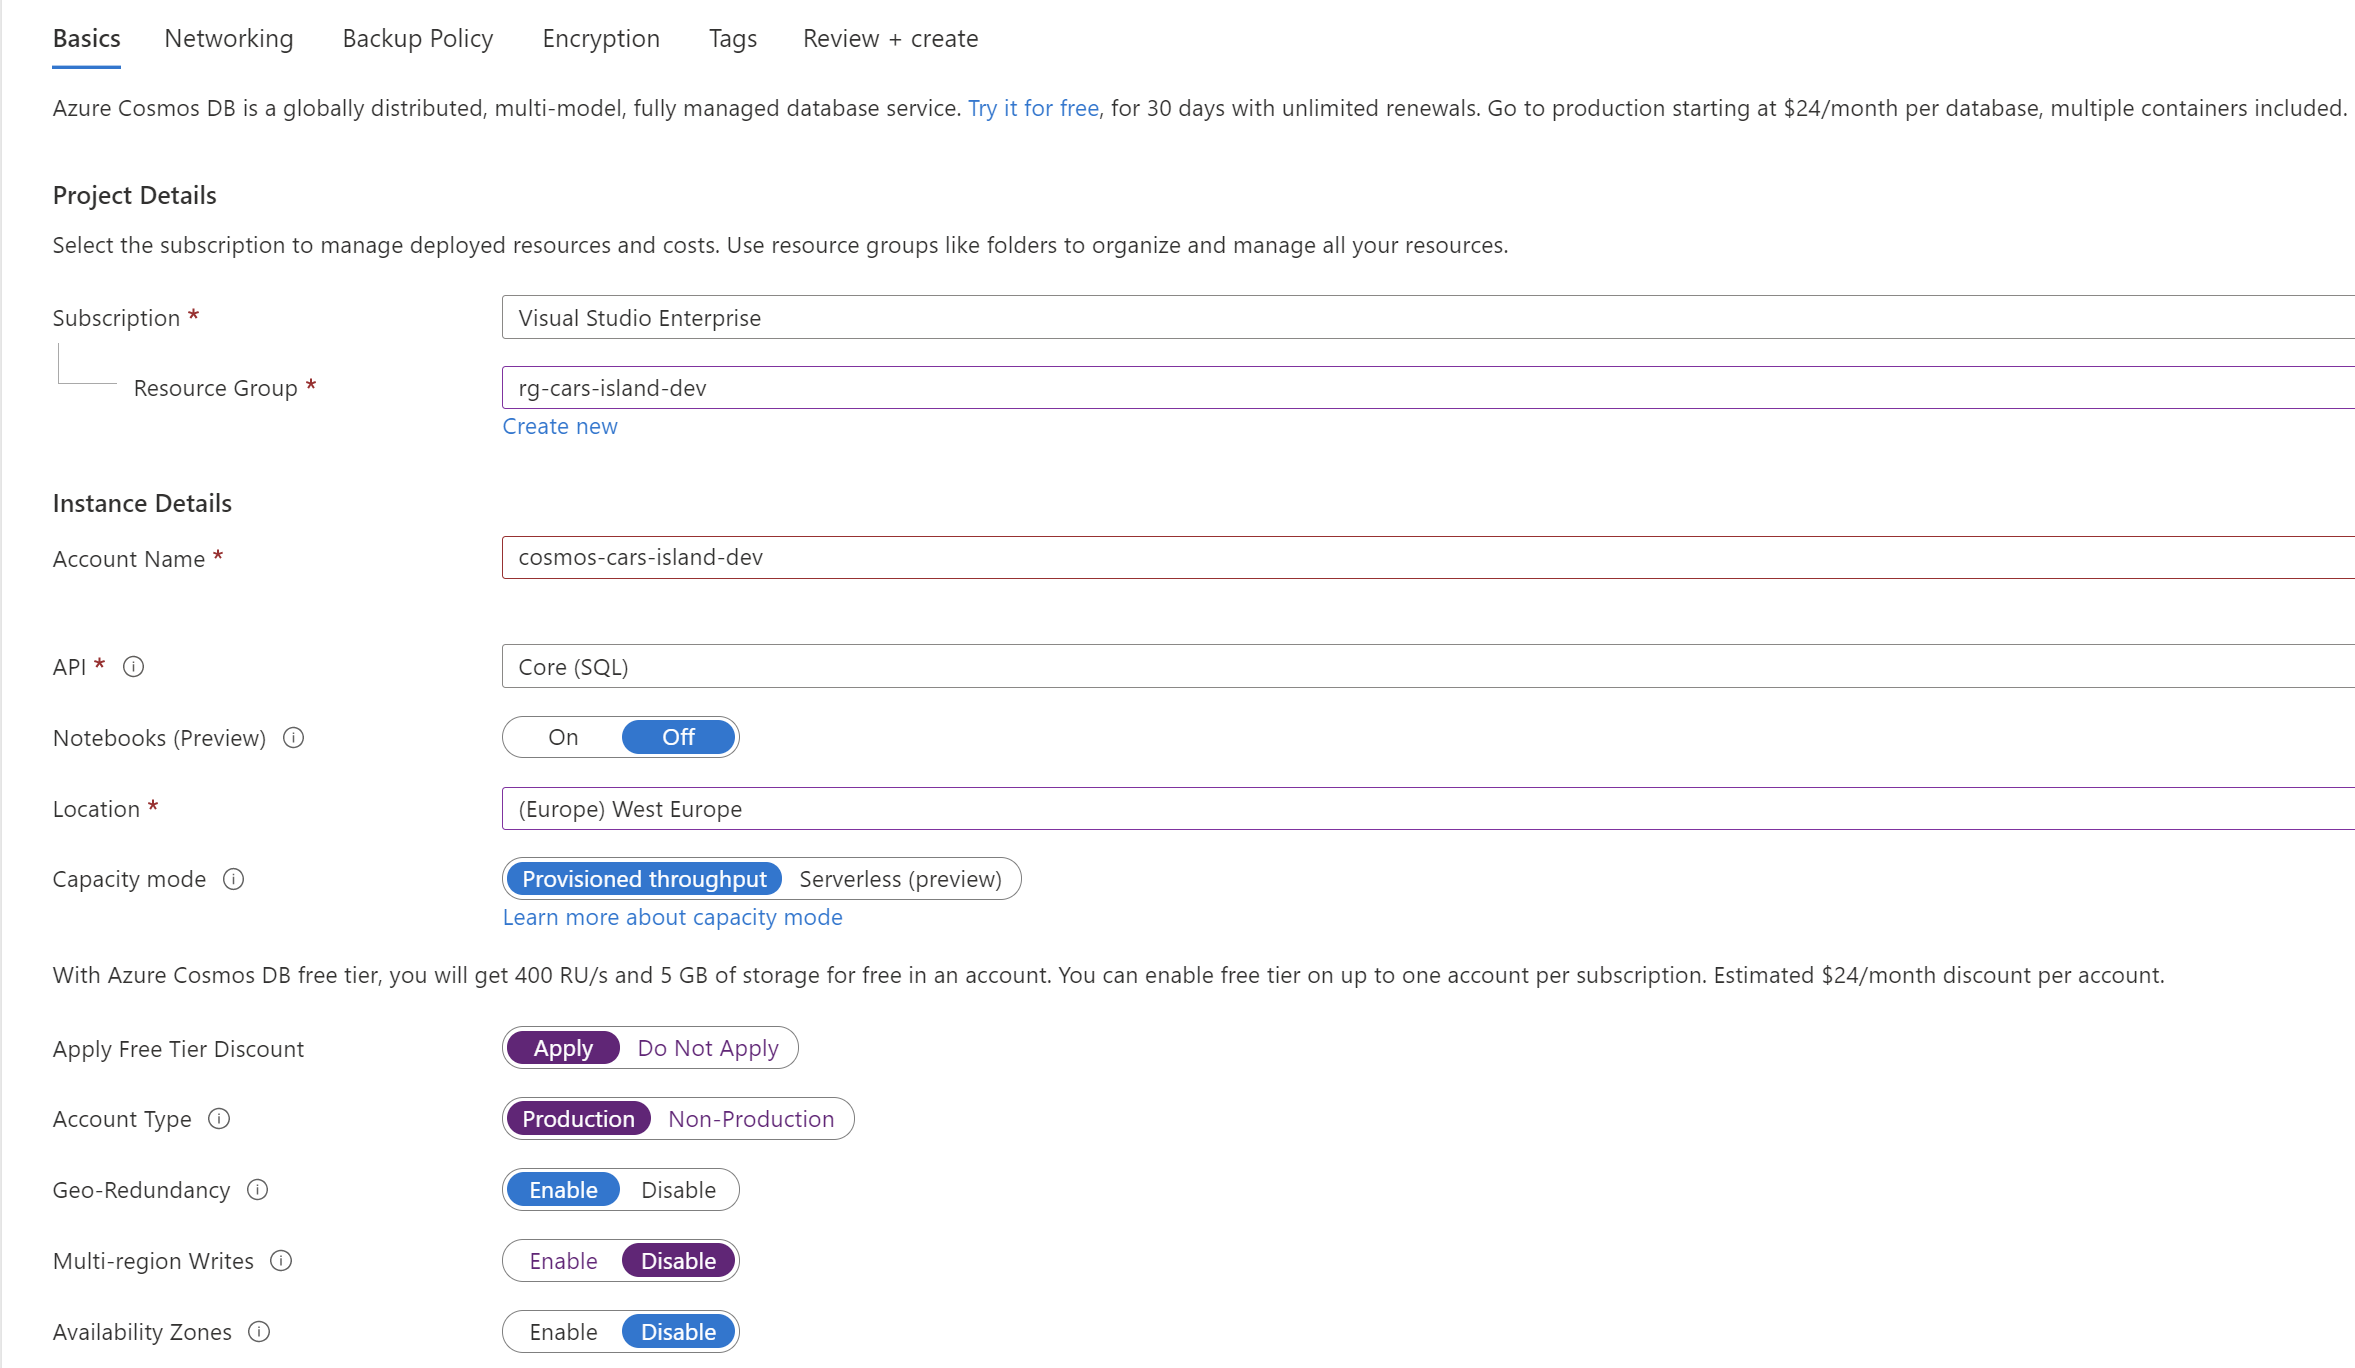 Basics Networking Backup Policy Encryption Tags Review + create
Azure Cosmos DB is a globally distributed, multi-model, fully managed database service. Try it for free, for 30 days with unlimited renewals. Go to production starting at $24/month per database, multiple containers included.
Project Details
Select the subscription to manage deployed resources and costs. Use resource groups like folders to organize and manage all your resources.
Subscription * Visual Studio Enterprise
Resource Group * rg-cars-island-dev
Create new
Instance Details
Account Name * cosmos-cars-island-dev
API * Core (SQL)
Notebooks (Preview) On Off
Location * (Europe) West Europe
Capacity mode Provisioned throughput Serverless (preview)
Learn more about capacity mode
With Azure Cosmos DB free tier, you will get 400 RU/s and 5 GB of storage for free in an account. You can enable free tier on up to one account per subscription. Estimated $24/month discount per account.
Apply Free Tier Discount Apply Do Not Apply
Account Type Production Non-Production
Geo-Redundancy Enable Disable
Multi-region Writes Enable Disable
Availability Zones Enable Disable